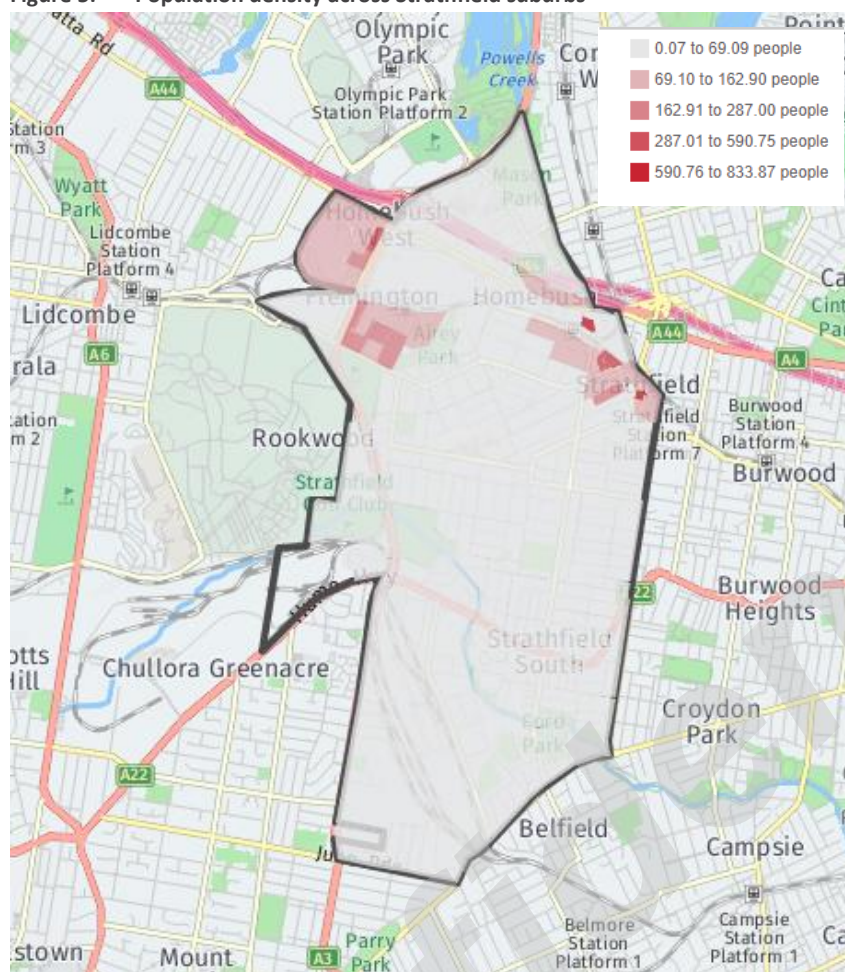 Population density across Strathfield suburbs
Olympic
Park
Powells
Creek
A44
Olympic Park
Station Platform 2
0.07 to 69.09 people
69.10 to 162.90 people
162.91 to 287.00 people
287.01 to 590.75 people
590.76 to 833.87 people
Wyatt
Park
Mason
Park
Lidcombe
Station
Platform 4
Homebush
West
Lidcombe
Flemington
Homebush
Airey
Park
A44
A4
A6
Strathfield
Strathfield
Station
Platform 7
Burwood
Station
Platform 4
Rookwood
Burwood
Strathfield
Golf Club
Hume
Hwy
Burwood
Heights
Strathfield
South
Chullora
Greenacre
Croydon
Park
Ford
Park
A22
Belfield
Campsie
Belmore
Station
Platform 1
Campsie
Station
Platform 1
Parry
Park
A3
Mount